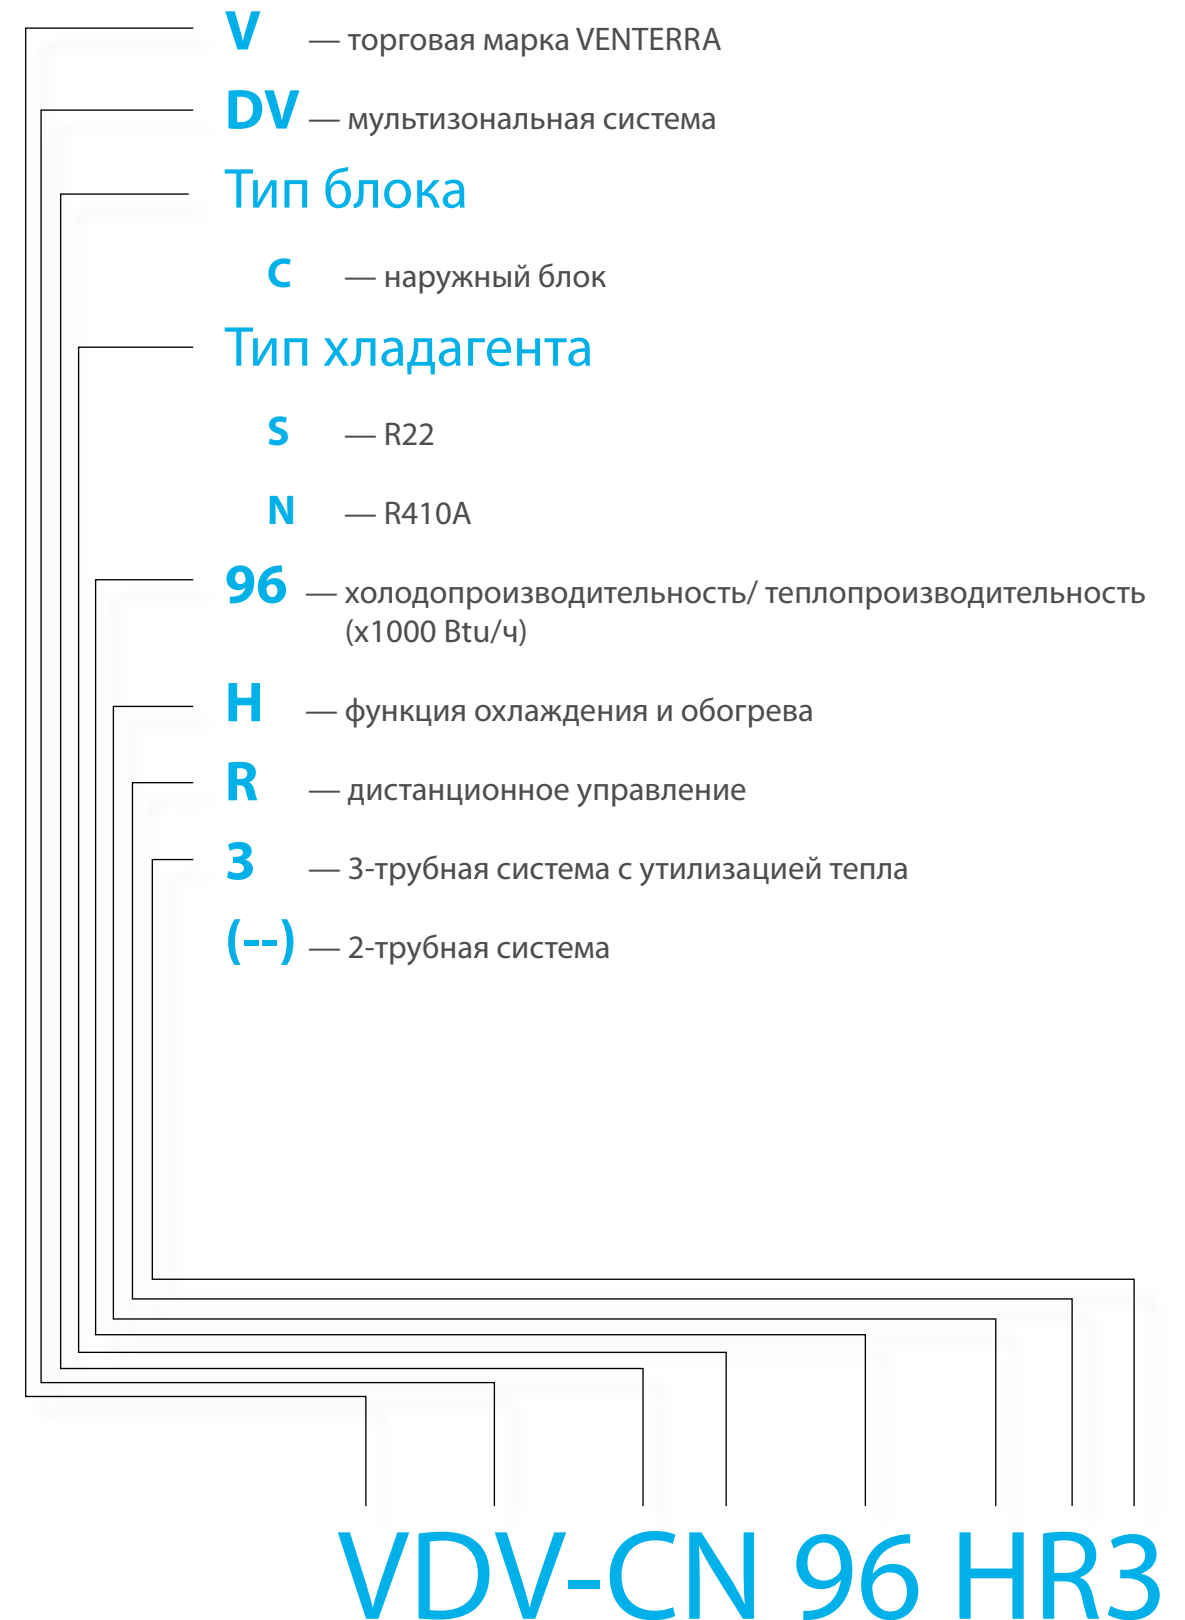 V — торговая марка VENTERRA
DV — мультизональная система
Тип блока
C — наружный блок
Тип хладагента
S — R22
N — R410A
96 — холодопроизводительность/ теплопроизводительность
(x1000 Btu/ч)
H — функция охлаждения и обогрева
R — дистанционное управление
3 — 3-трубная система с утилизацией тепла
(--) — 2-трубная система
VDV-CN 96 HR3